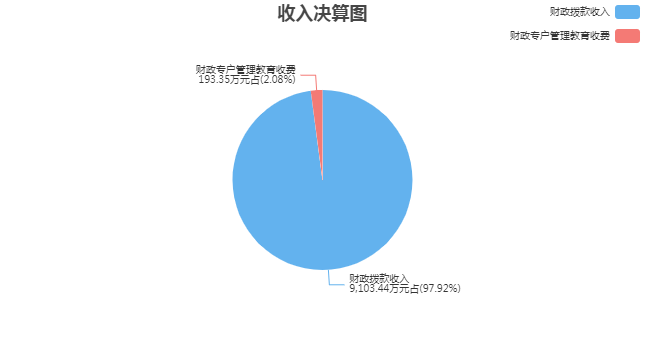 收入决算图
财政拨款收入
财政专户管理教育收费
财政专户管理教育收费
193.35万元占(2.08%)
财政拨款收入
9,103.44万元占(97.92%)